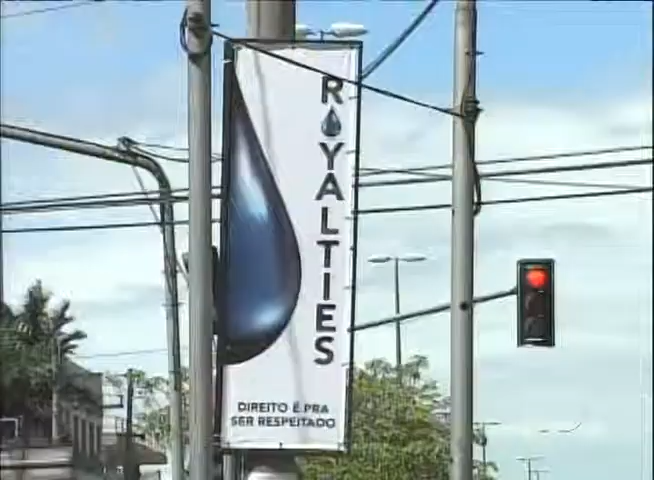 ROYALTIES
DIREITO É PRA
SER RESPEITADO